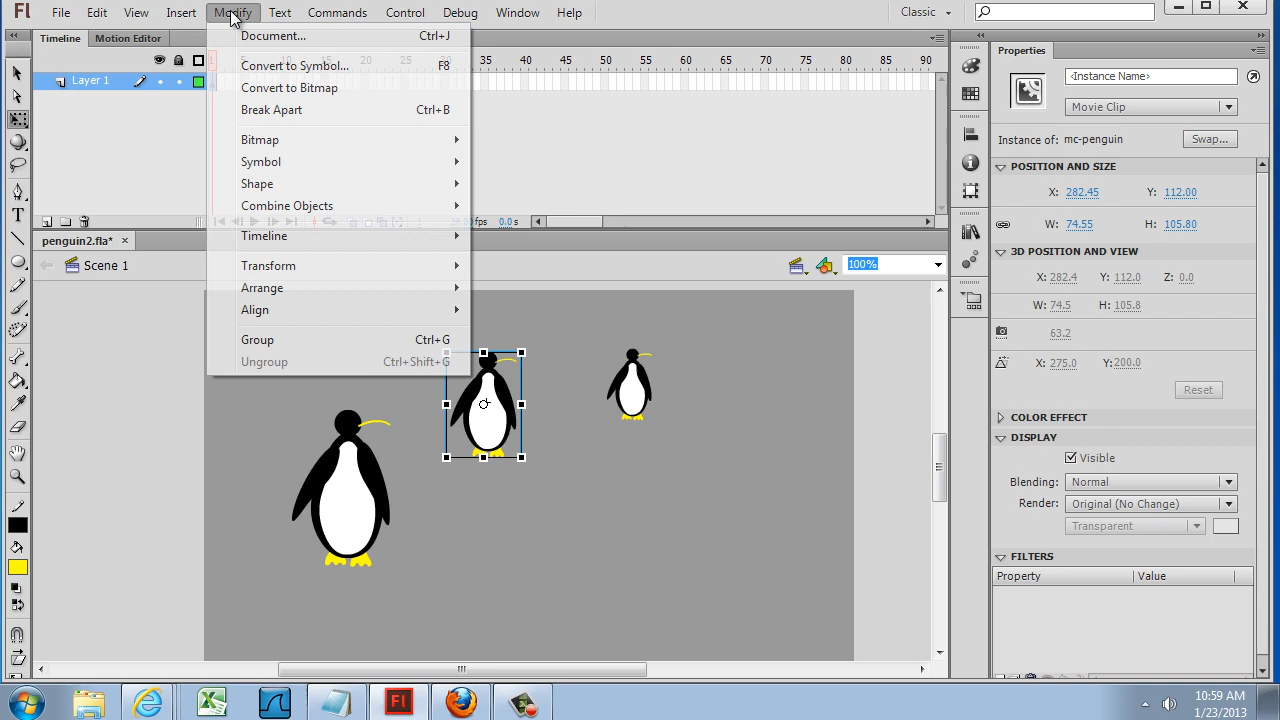 Fl File Edit View Insert Modify Text Commands Control Debug Window Help Classic
Timeline Motion Editor
Layer 1
1 35 40 45 50 55 60 65 70 75 80 85 90
Document... Ctrl+J
Convert to Symbol... F8
Convert to Bitmap
Break Apart Ctrl+B
Bitmap
Symbol
Shape
Combine Objects
Timeline
Transform
Arrange
Align
Group Ctrl+G
Ungroup Ctrl+Shift+G
fps 0.0 s
penguin2.fla* ×
Scene 1
100%
Properties
<Instance Name>
Movie Clip
Instance of: mc-penguin Swap...
POSITION AND SIZE
X: 282.45 Y: 112.00
W: 74.55 H: 105.80
3D POSITION AND VIEW
X: 282.4 Y: 112.0 Z: 0.0
W: 74.5 H: 105.8
63.2
X: 275.0 Y: 200.0
Reset
COLOR EFFECT
DISPLAY
Visible
Blending: Normal
Render: Original (No Change)
Transparent
FILTERS
Property Value
Fl
10:59 AM
1/23/2013